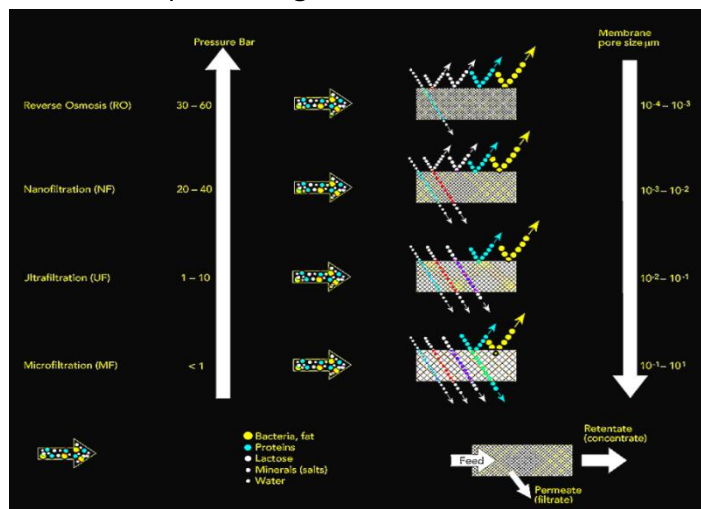 Pressure Bar
Membrane
pore size µm
Reverse Osmosis (RO)
30 – 60
10-4 – 10-3
Nanofiltration (NF)
20 – 40
10-3 – 10-2
Jltrafiltration (UF)
1 – 10
10-2 – 10-1
Microfiltration (MF)
< 1
10-1 – 101
Bacteria, fat
Proteins
Lactose
Minerals (salts)
Water
Feed
Retentate
(concentrate)
Permeate
(filtrate)